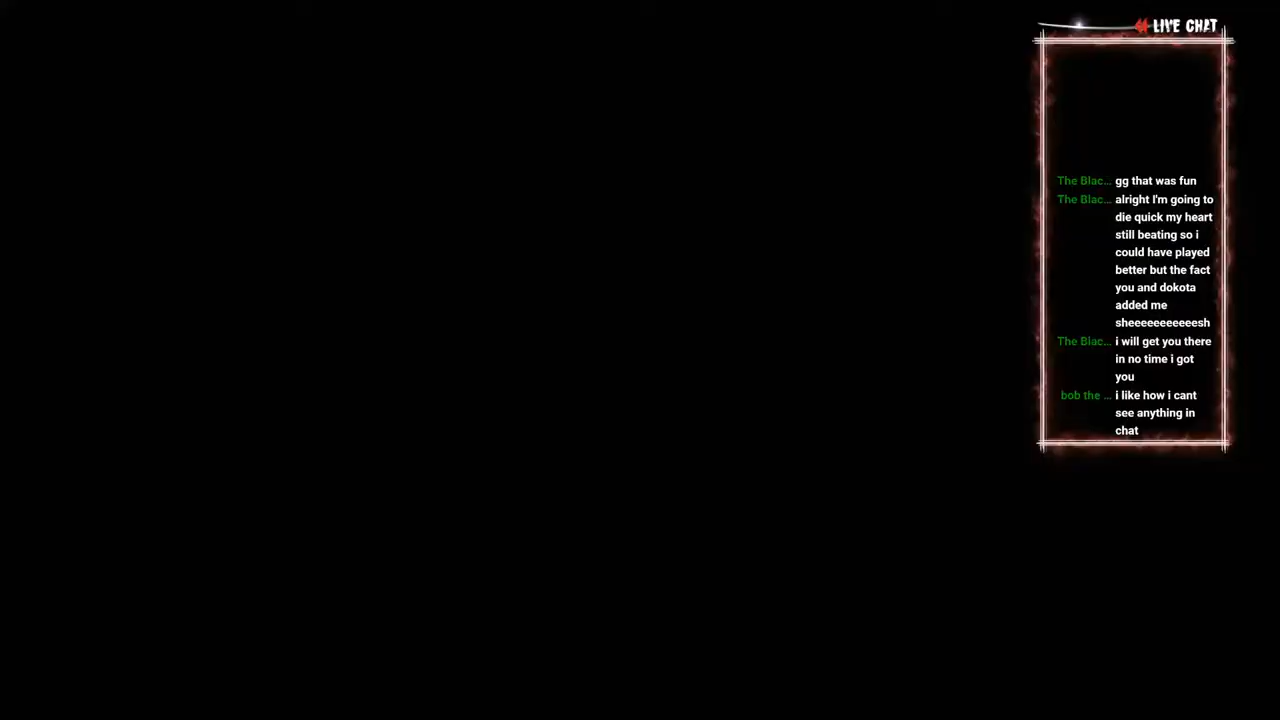 LIVE CHAT
The Blac... gg that was fun
The Blac... alright I'm going to
die quick my heart
still beating so i
could have played
better but the fact
you and dokota
added me
sheeeeeeeeeeesh
The Blac... i will get you there
in no time i got
you
bob the ... i like how i cant
see anything in
chat